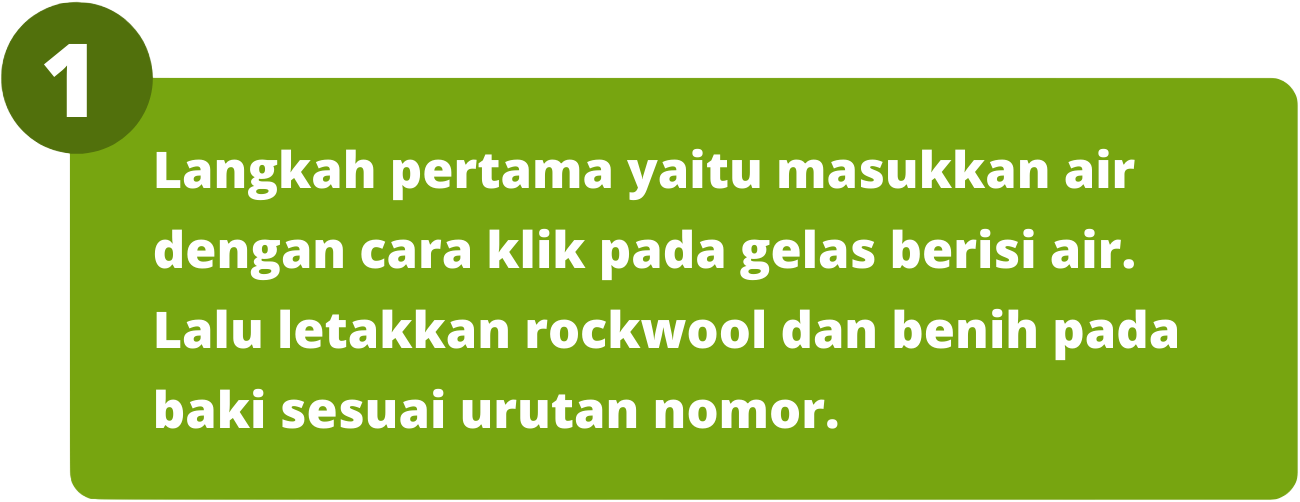 1
Langkah pertama yaitu masukkan air
dengan cara klik pada gelas berisi air.
Lalu letakkan rockwool dan benih pada
baki sesuai urutan nomor.